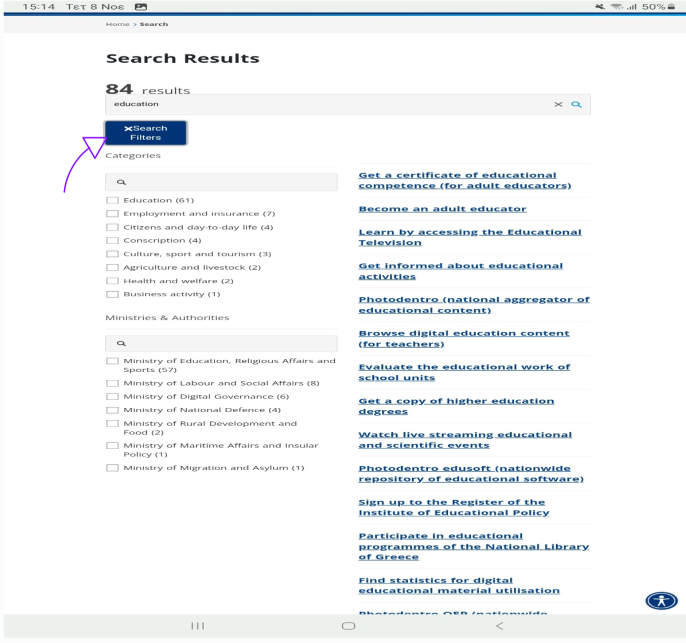 15:14 Τετ 8 Νοε
50%
Home > Search
Search Results
84 results
education
×Search
Filters
Categories
Education (61)
Employment and insurance (7)
Citizens and day-to-day life (4)
Conscription (4)
Culture, sport and tourism (3)
Agriculture and livestock (2)
Health and welfare (2)
Business activity (1)
Ministries & Authorities
Ministry of Education, Religious Affairs and
Sports (57)
Ministry of Labour and Social Affairs (8)
Ministry of Digital Governance (6)
Ministry of National Defence (4)
Ministry of Rural Development and
Food (2)
Ministry of Maritime Affairs and Insular
Policy (1)
Ministry of Migration and Asylum (1)
Get a certificate of educational
competence (for adult educators)
Become an adult educator
Learn by accessing the Educational
Television
Get informed about educational
activities
Photodentro (national aggregator of
educational content)
Browse digital education content
(for teachers)
Evaluate the educational work of
school units
Get a copy of higher education
degrees
Watch live streaming educational
and scientific events
Photodentro edusoft (nationwide
repository of educational software)
Sign up to the Register of the
Institute of Educational Policy
Participate in educational
programmes of the National Library
of Greece
Find statistics for digital
educational material utilisation
Photodentro OER (nationwide